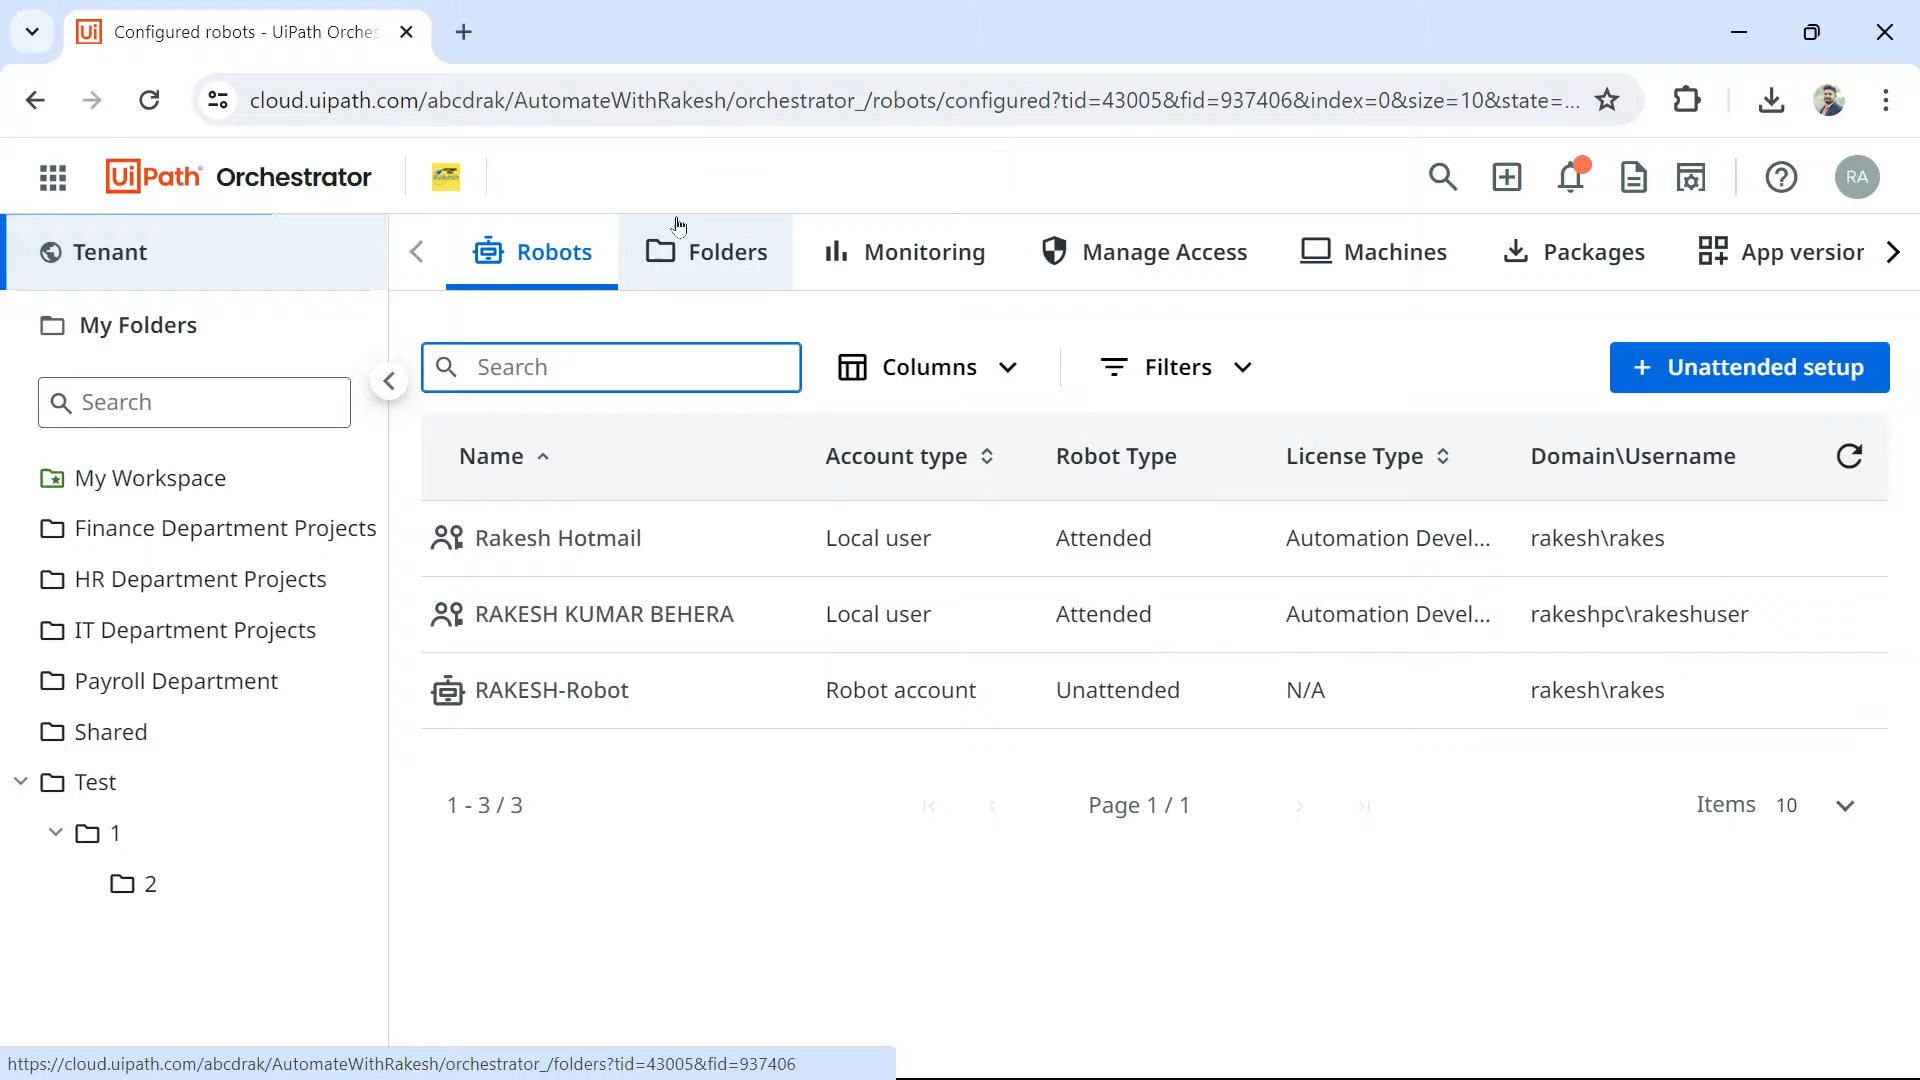 Configured robots - UiPath Orches
cloud.uipath.com/abcdrak/AutomateWithRakesh/orchestrator_/robots/configured?tid=43005&fid=937406&index=0&size=10&state=...
UiPath Orchestrator
RA
Tenant
Robots
Folders
Monitoring
Manage Access
Machines
Packages
App version
My Folders
Search
Search
Columns
Filters
+ Unattended setup
My Workspace
Finance Department Projects
HR Department Projects
IT Department Projects
Payroll Department
Shared
Test
1
2
Name Account type Robot Type License Type Domain\Username
Rakesh Hotmail Local user Attended Automation Devel... rakesh\rakes
RAKESH KUMAR BEHERA Local user Attended Automation Devel... rakeshpc\rakeshuser
RAKESH-Robot Robot account Unattended N/A rakesh\rakes
1 - 3 / 3 Page 1 / 1 Items 10
https://cloud.uipath.com/abcdrak/AutomateWithRakesh/orchestrator_/folders?tid=43005&fid=937406